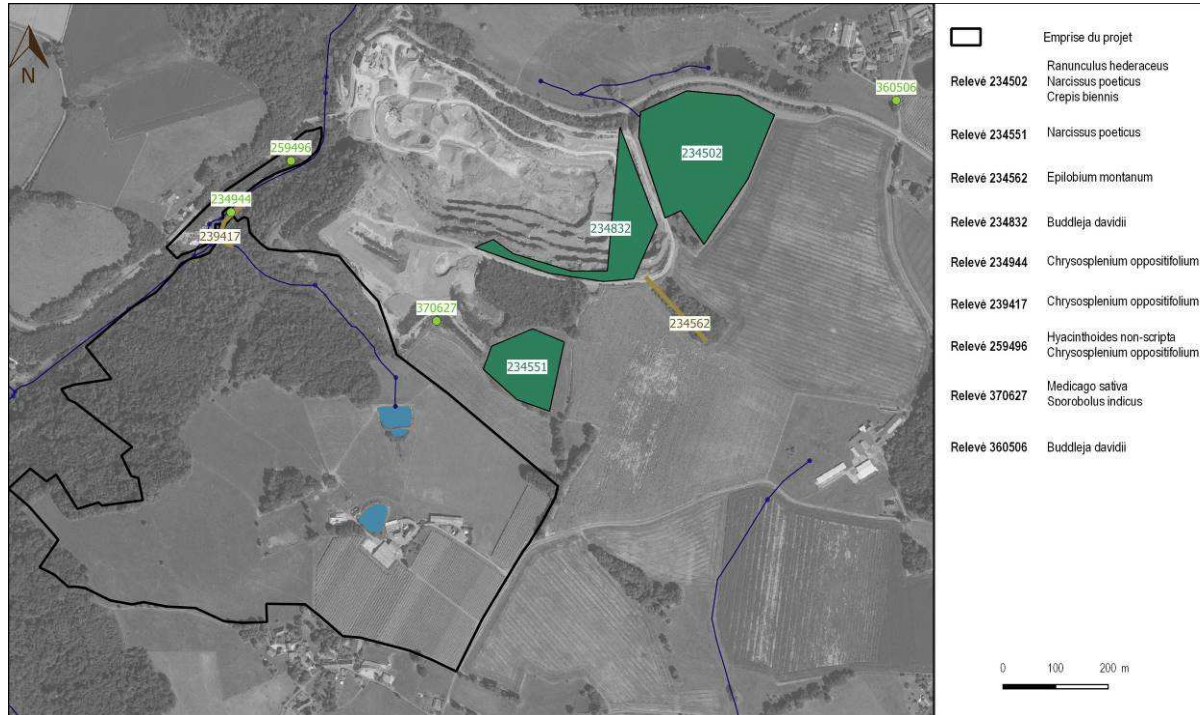 N
360506
259496
234502
234944
234832
239417
370627
234562
234551
Emprise du projet
Relevé 234502 Ranunculus hederaceus
Narcissus poeticus
Crepis biennis
Relevé 234551 Narcissus poeticus
Relevé 234562 Epilobium montanum
Relevé 234832 Buddleja davidii
Relevé 234944 Chrysosplenium oppositifolium
Relevé 239417 Chrysosplenium oppositifolium
Relevé 259496 Hyacinthoides non-scripta
Chrysosplenium oppositifolium
Relevé 370627 Medicago sativa
Sporobolus indicus
Relevé 360506 Buddleja davidii
0 100 200 m